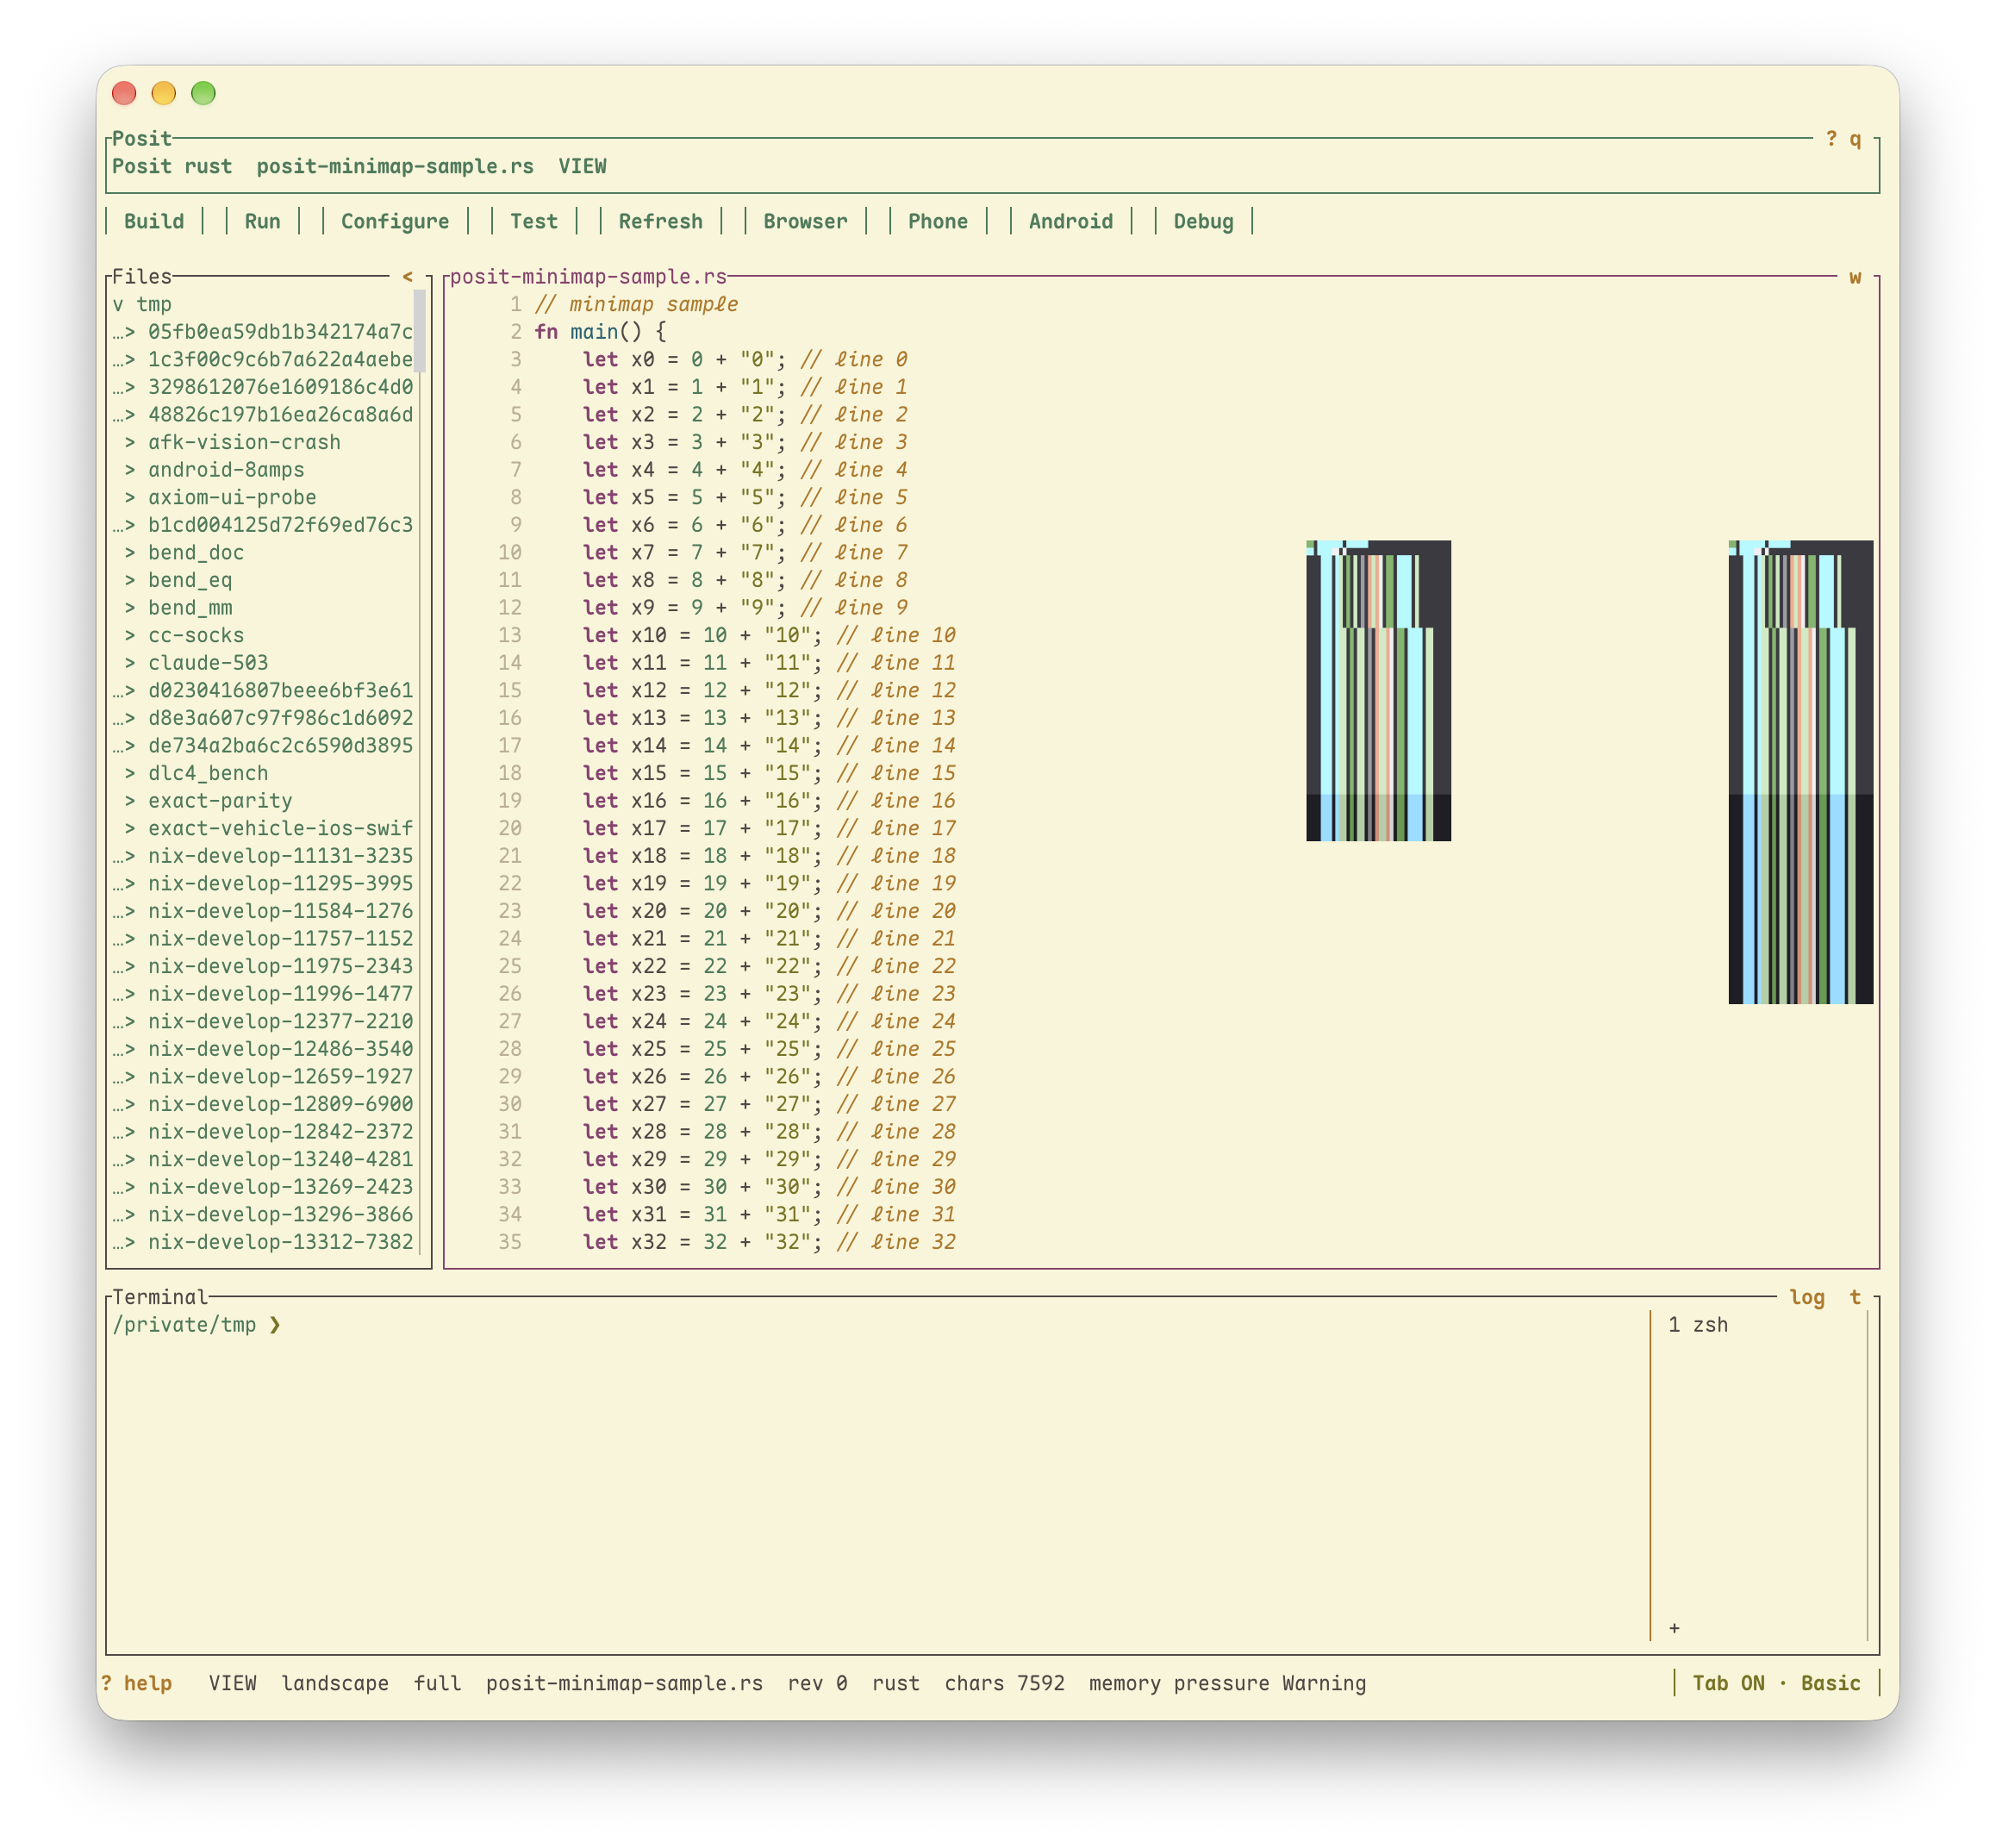 Posit ? q
Posit rust posit-minimap-sample.rs VIEW
Build Run Configure Test Refresh Browser Phone Android Debug
Files <
v tmp
…> 05fb0ea59db1b342174a7c
…> 1c3f00c9c6b7a622a4aebe
…> 3298612076e1609186c4d0
…> 48826c197b16ea26ca8a6d
> afk-vision-crash
> android-8amps
> axiom-ui-probe
…> b1cd004125d72f69ed76c3
> bend_doc
> bend_eq
> bend_mm
> cc-socks
> claude-503
…> d0230416807beee6bf3e61
…> d8e3a607c97f986c1d6092
…> de734a2ba6c2c6590d3895
> dlc4_bench
> exact-parity
> exact-vehicle-ios-swif
…> nix-develop-11131-3235
…> nix-develop-11295-3995
…> nix-develop-11584-1276
…> nix-develop-11757-1152
…> nix-develop-11975-2343
…> nix-develop-11996-1477
…> nix-develop-12377-2210
…> nix-develop-12486-3540
…> nix-develop-12659-1927
…> nix-develop-12809-6900
…> nix-develop-12842-2372
…> nix-develop-13240-4281
…> nix-develop-13269-2423
…> nix-develop-13296-3866
…> nix-develop-13312-7382
posit-minimap-sample.rs w
1 // minimap sample
2 fn main() {
3 let x0 = 0 + "0"; // line 0
4 let x1 = 1 + "1"; // line 1
5 let x2 = 2 + "2"; // line 2
6 let x3 = 3 + "3"; // line 3
7 let x4 = 4 + "4"; // line 4
8 let x5 = 5 + "5"; // line 5
9 let x6 = 6 + "6"; // line 6
10 let x7 = 7 + "7"; // line 7
11 let x8 = 8 + "8"; // line 8
12 let x9 = 9 + "9"; // line 9
13 let x10 = 10 + "10"; // line 10
14 let x11 = 11 + "11"; // line 11
15 let x12 = 12 + "12"; // line 12
16 let x13 = 13 + "13"; // line 13
17 let x14 = 14 + "14"; // line 14
18 let x15 = 15 + "15"; // line 15
19 let x16 = 16 + "16"; // line 16
20 let x17 = 17 + "17"; // line 17
21 let x18 = 18 + "18"; // line 18
22 let x19 = 19 + "19"; // line 19
23 let x20 = 20 + "20"; // line 20
24 let x21 = 21 + "21"; // line 21
25 let x22 = 22 + "22"; // line 22
26 let x23 = 23 + "23"; // line 23
27 let x24 = 24 + "24"; // line 24
28 let x25 = 25 + "25"; // line 25
29 let x26 = 26 + "26"; // line 26
30 let x27 = 27 + "27"; // line 27
31 let x28 = 28 + "28"; // line 28
32 let x29 = 29 + "29"; // line 29
33 let x30 = 30 + "30"; // line 30
34 let x31 = 31 + "31"; // line 31
35 let x32 = 32 + "32"; // line 32
Terminal log t
/private/tmp ❯
1 zsh
+
? help VIEW landscape full posit-minimap-sample.rs rev 0 rust chars 7592 memory pressure Warning Tab ON · Basic